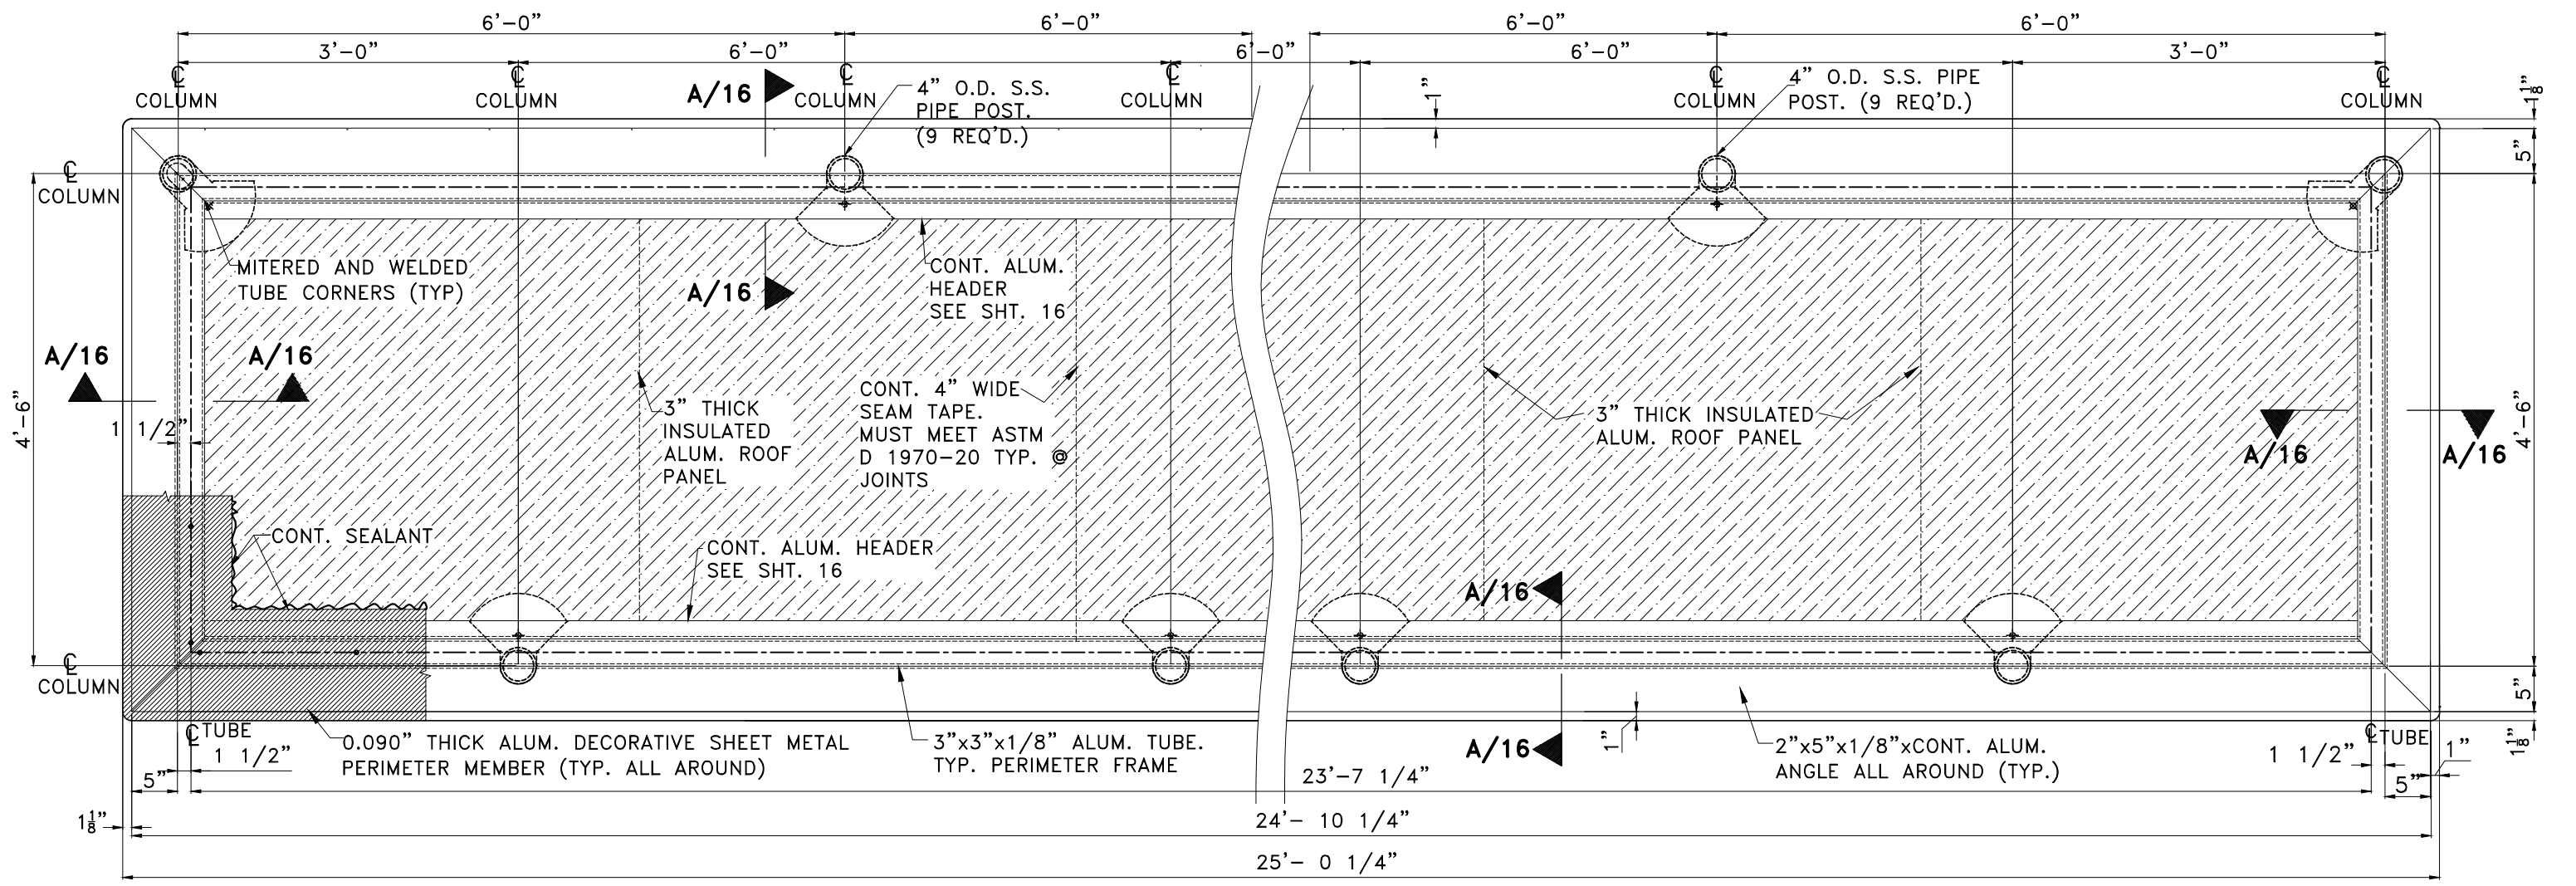 6'-0" 6'-0" 6'-0" 6'-0"
3'-0" 6'-0" 6'-0" 6'-0" 3'-0"
℄ ℄ ℄ ℄ ℄ ℄
COLUMN COLUMN COLUMN COLUMN COLUMN COLUMN
A/16
4" O.D. S.S.
PIPE POST.
(9 REQ'D.)
1"
4" O.D. S.S. PIPE
POST. (9 REQ'D.)
1 1/8"
5"
℄
COLUMN
MITERED AND WELDED
TUBE CORNERS (TYP)
A/16
CONT. ALUM.
HEADER
SEE SHT. 16
A/16 A/16
4'-6"
1 1/2"
3" THICK
INSULATED
ALUM. ROOF
PANEL
CONT. 4" WIDE
SEAM TAPE.
MUST MEET ASTM
D 1970-20 TYP. @
JOINTS
3" THICK INSULATED
ALUM. ROOF PANEL
A/16 A/16
4'-6"
CONT. SEALANT
CONT. ALUM. HEADER
SEE SHT. 16
A/16
℄
COLUMN
5"
℄ TUBE
1 1/2"
0.090" THICK ALUM. DECORATIVE SHEET METAL
PERIMETER MEMBER (TYP. ALL AROUND)
3"x3"x1/8" ALUM. TUBE.
TYP. PERIMETER FRAME
A/16
1"
2"x5"x1/8"xCONT. ALUM.
ANGLE ALL AROUND (TYP.)
℄ TUBE
1 1/2"
1"
1 1/8"
5"
23'-7 1/4"
5"
1 1/8"
24'- 10 1/4"
25'- 0 1/4"